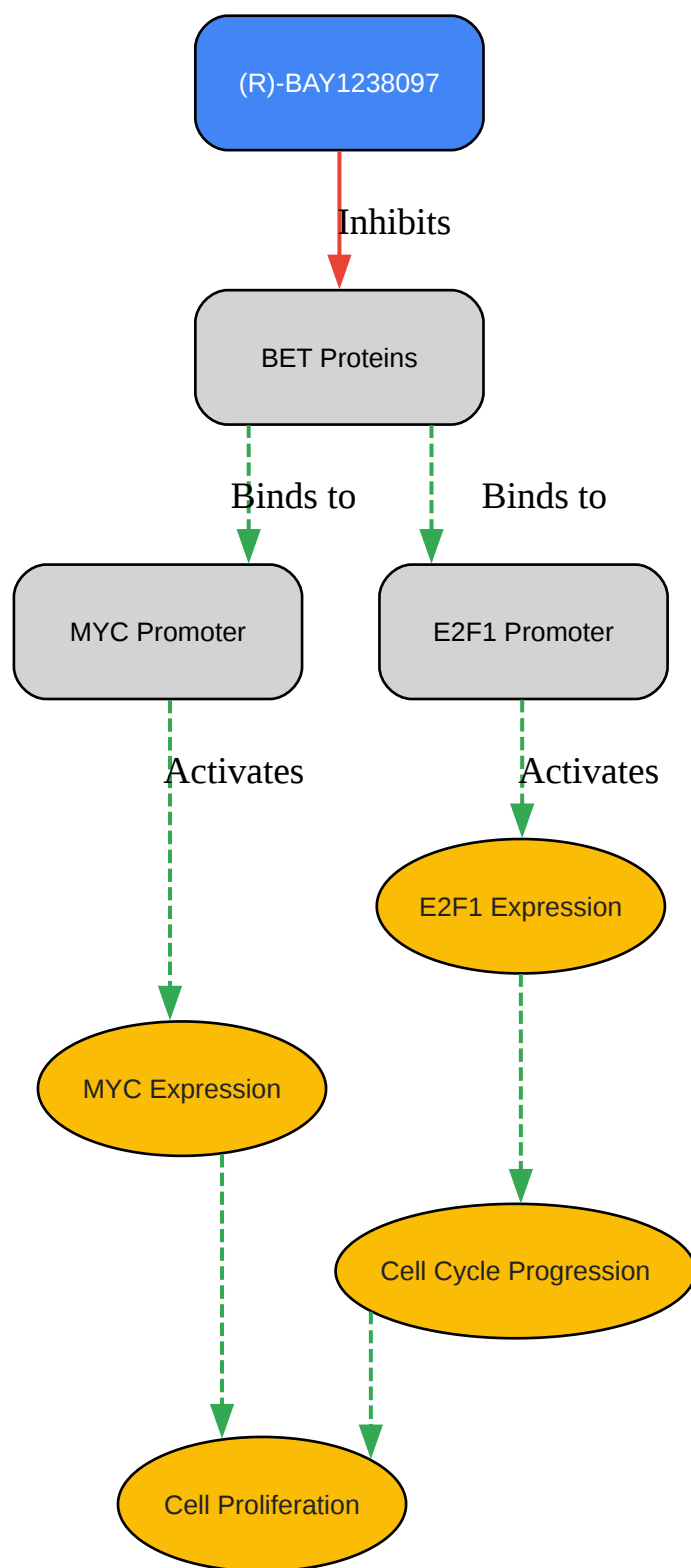 (R)-BAY1238097
Inhibits
BET Proteins
Binds to
Binds to
MYC Promoter
E2F1 Promoter
Activates
Activates
E2F1 Expression
MYC Expression
Cell Cycle Progression
Cell Proliferation